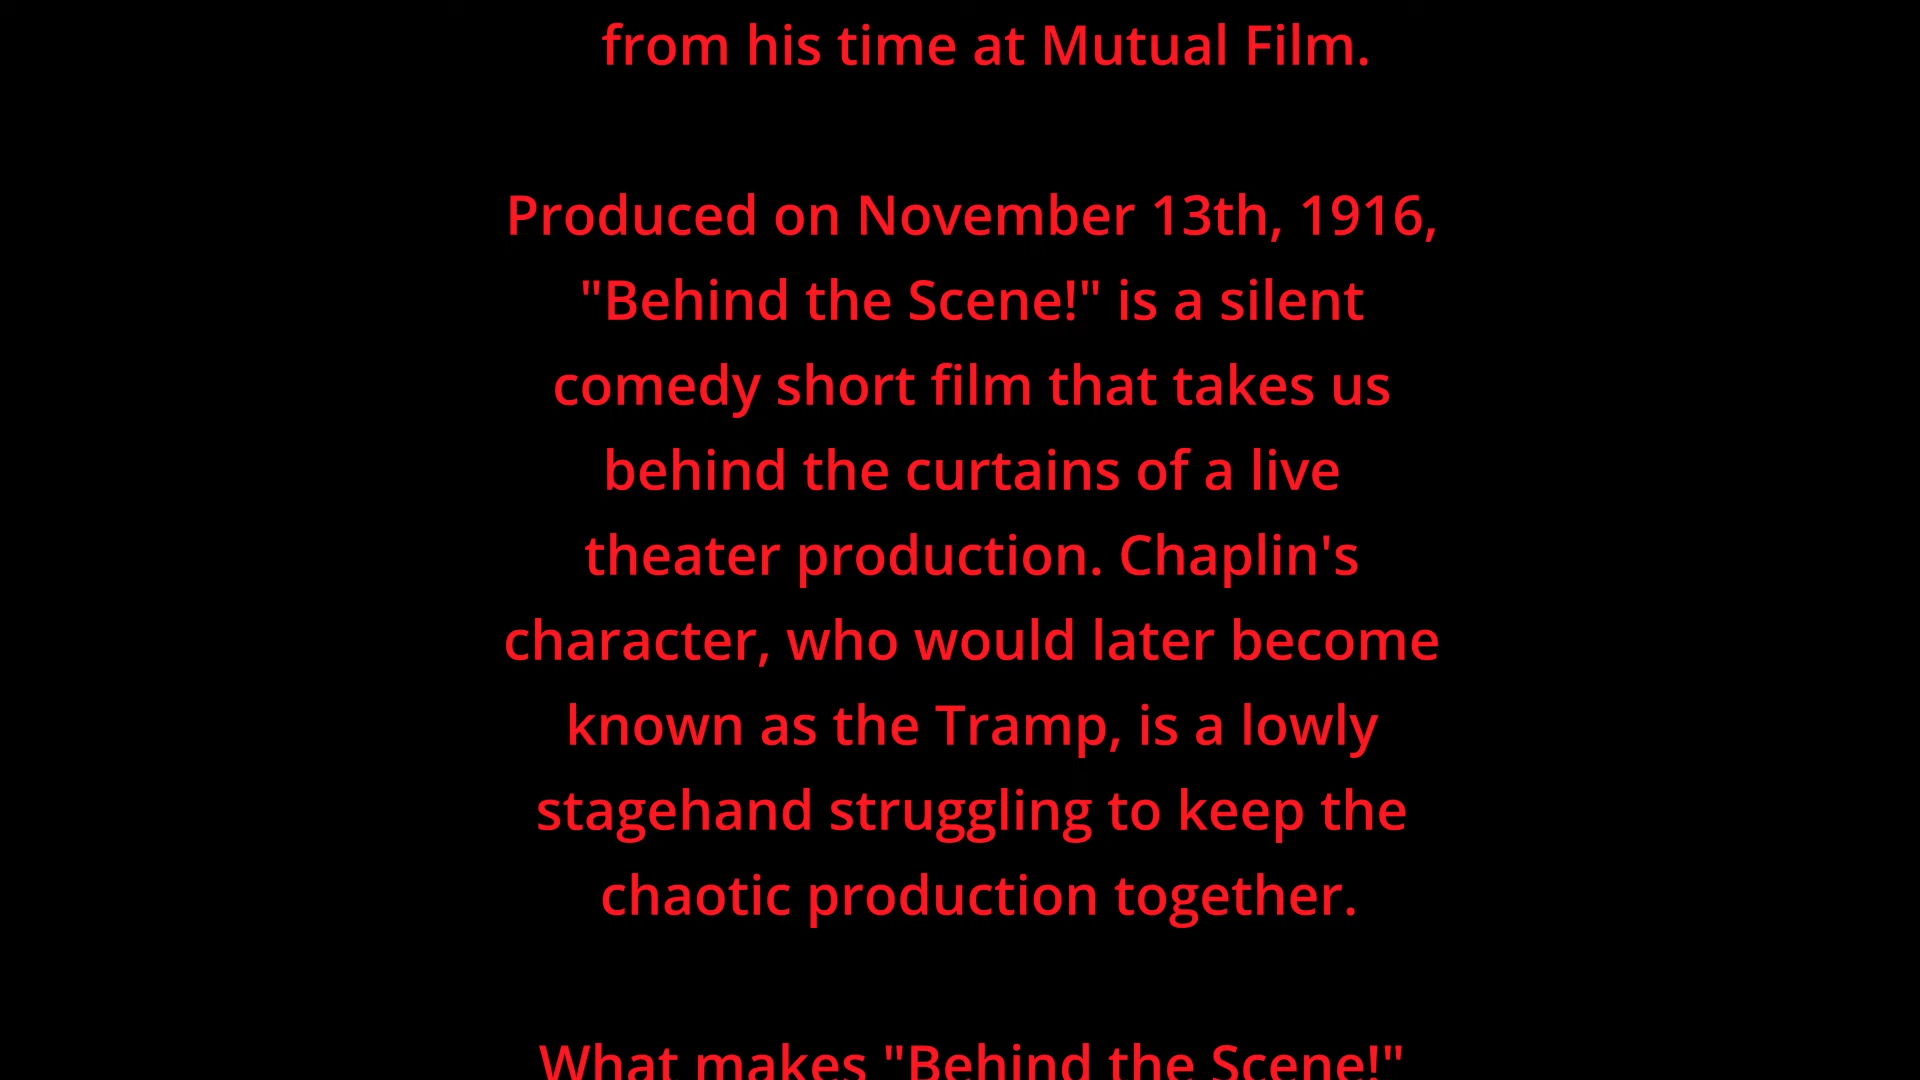 from his time at Mutual Film.
Produced on November 13th, 1916,
"Behind the Scene!" is a silent
comedy short film that takes us
behind the curtains of a live
theater production. Chaplin's
character, who would later become
known as the Tramp, is a lowly
stagehand struggling to keep the
chaotic production together.
What makes "Behind the Scene!"